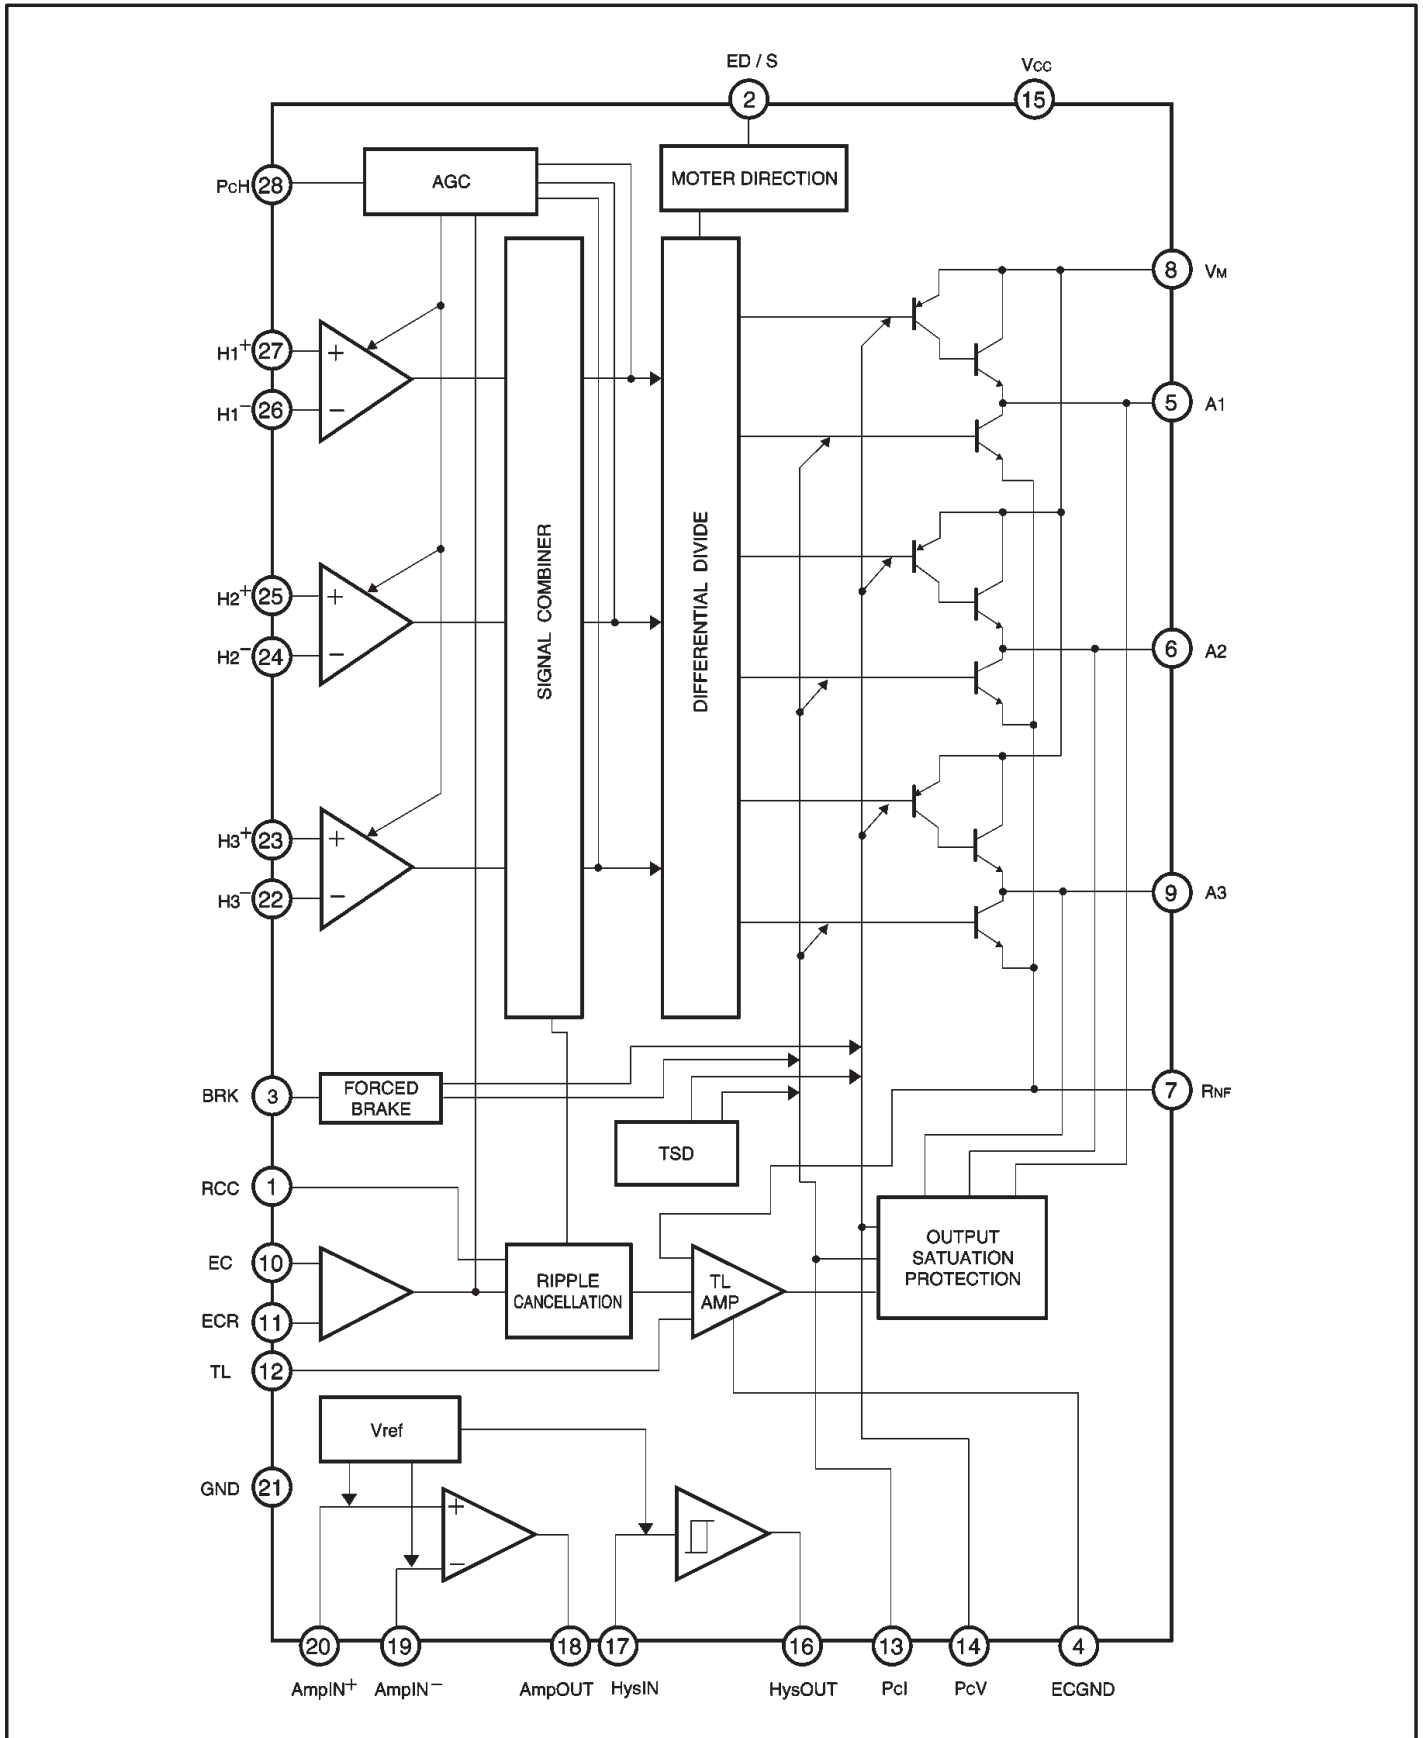 ED / S
Vcc
2
15
PcH 28
AGC
MOTER DIRECTION
8 VM
H1+ 27
+
H1− 26
−
5 A1
H2+ 25
+
H2− 24
−
SIGNAL COMBINER
DIFFERENTIAL DIVIDE
6 A2
H3+ 23
+
H3− 22
−
9 A3
BRK 3
FORCED
BRAKE
7 RNF
TSD
RCC 1
EC 10
ECR 11
RIPPLE
CANCELLATION
TL
AMP
OUTPUT
SATUATION
PROTECTION
TL 12
Vref
GND 21
+
−
20
19
18
17
16
13
14
4
AmpIN+
AmpIN−
AmpOUT
HysIN
HysOUT
PcI
PcV
ECGND